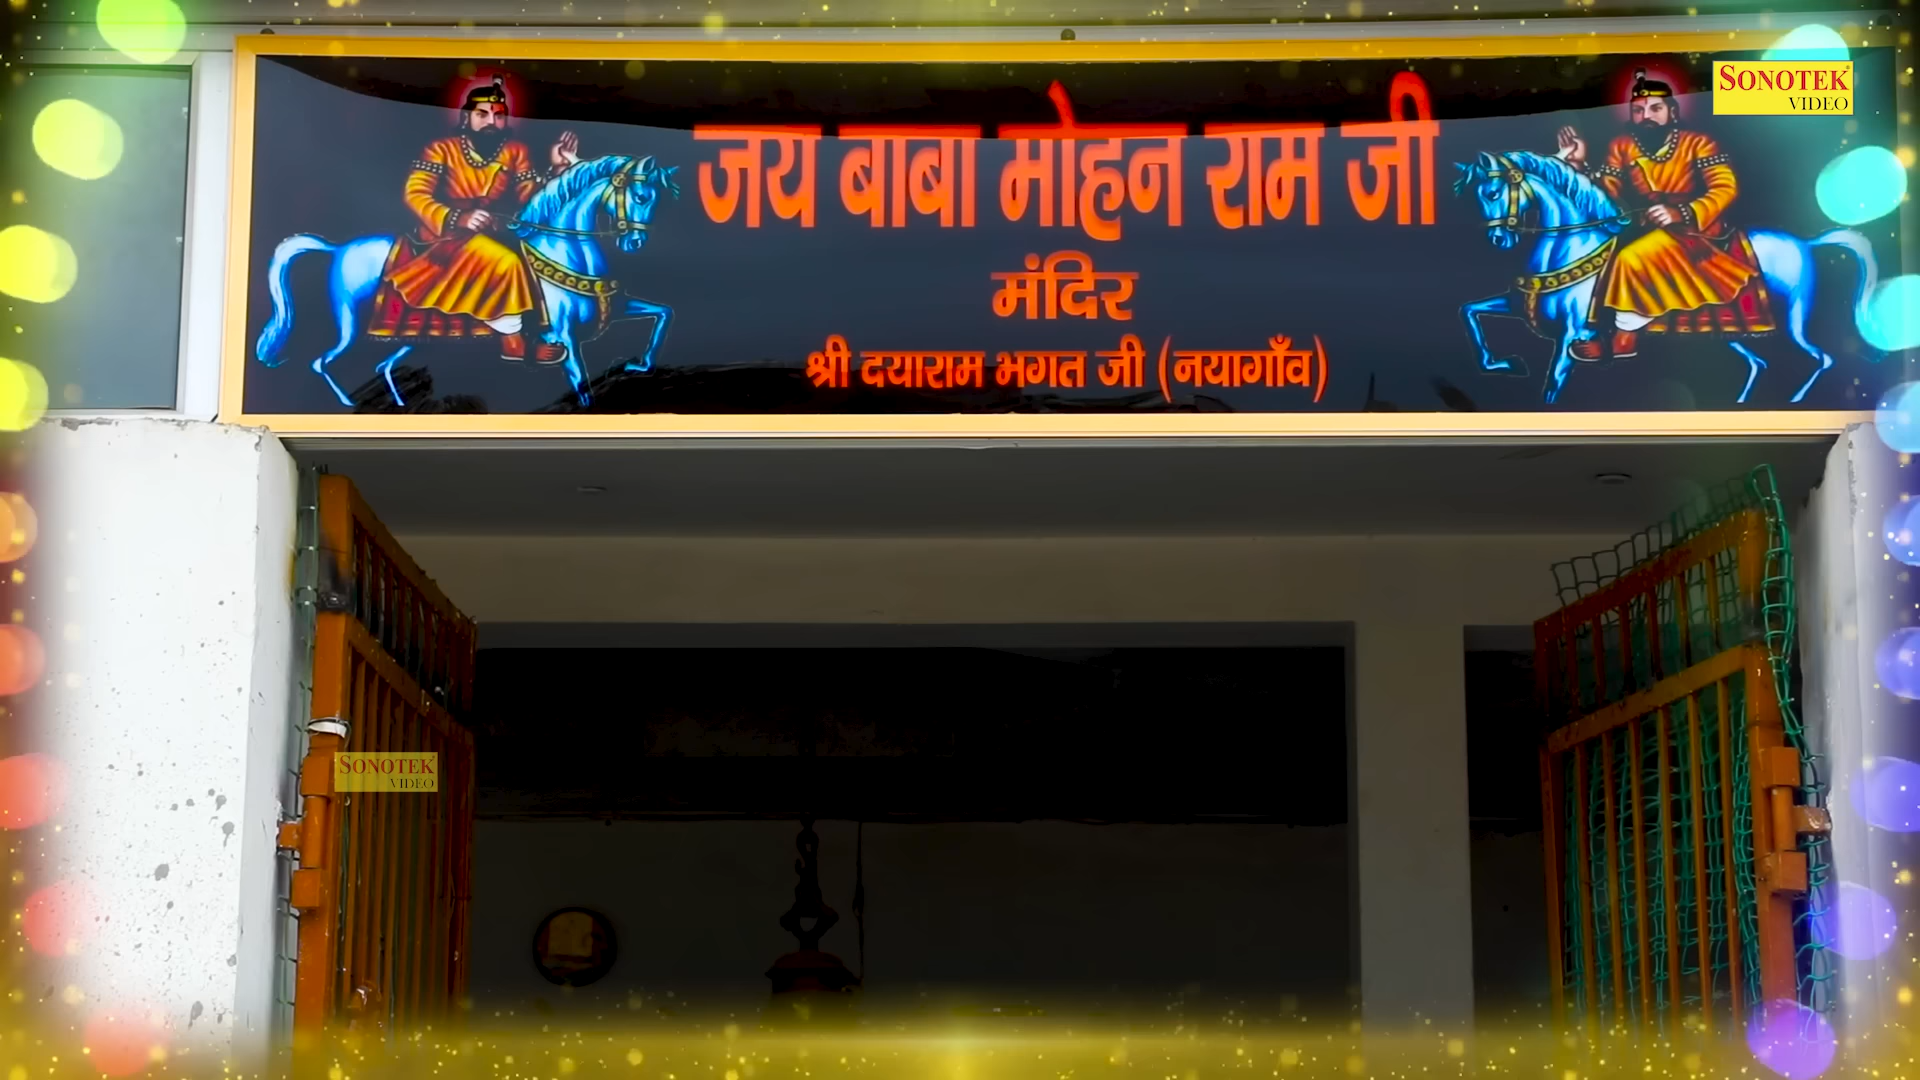 SONOTEK
VIDEO
जय बाबा मोहन राम जी
मंदिर
श्री दयाराम भगत जी (नयागाँव)
SONOTEK
VIDEO